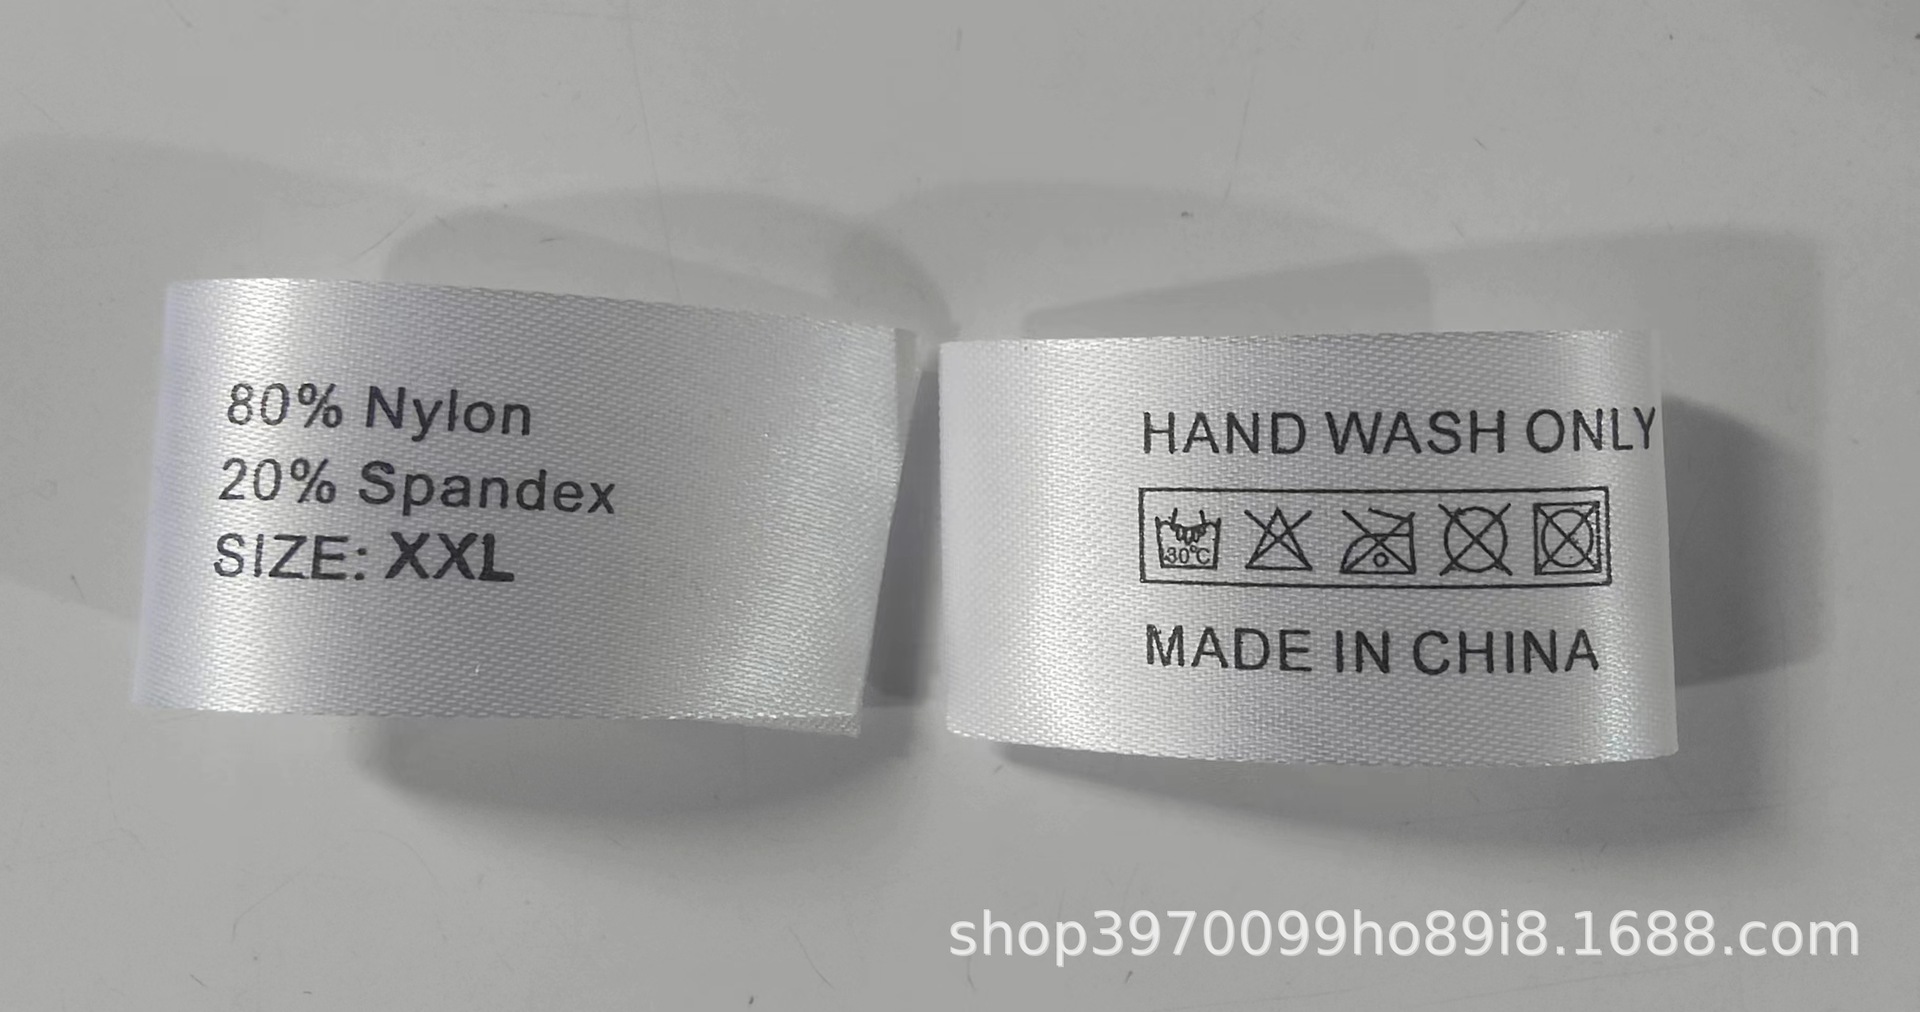 80% Nylon
20% Spandex
SIZE: XXL
HAND WASH ONLY
30°C
MADE IN CHINA
shop3970099ho89i8.1688.com